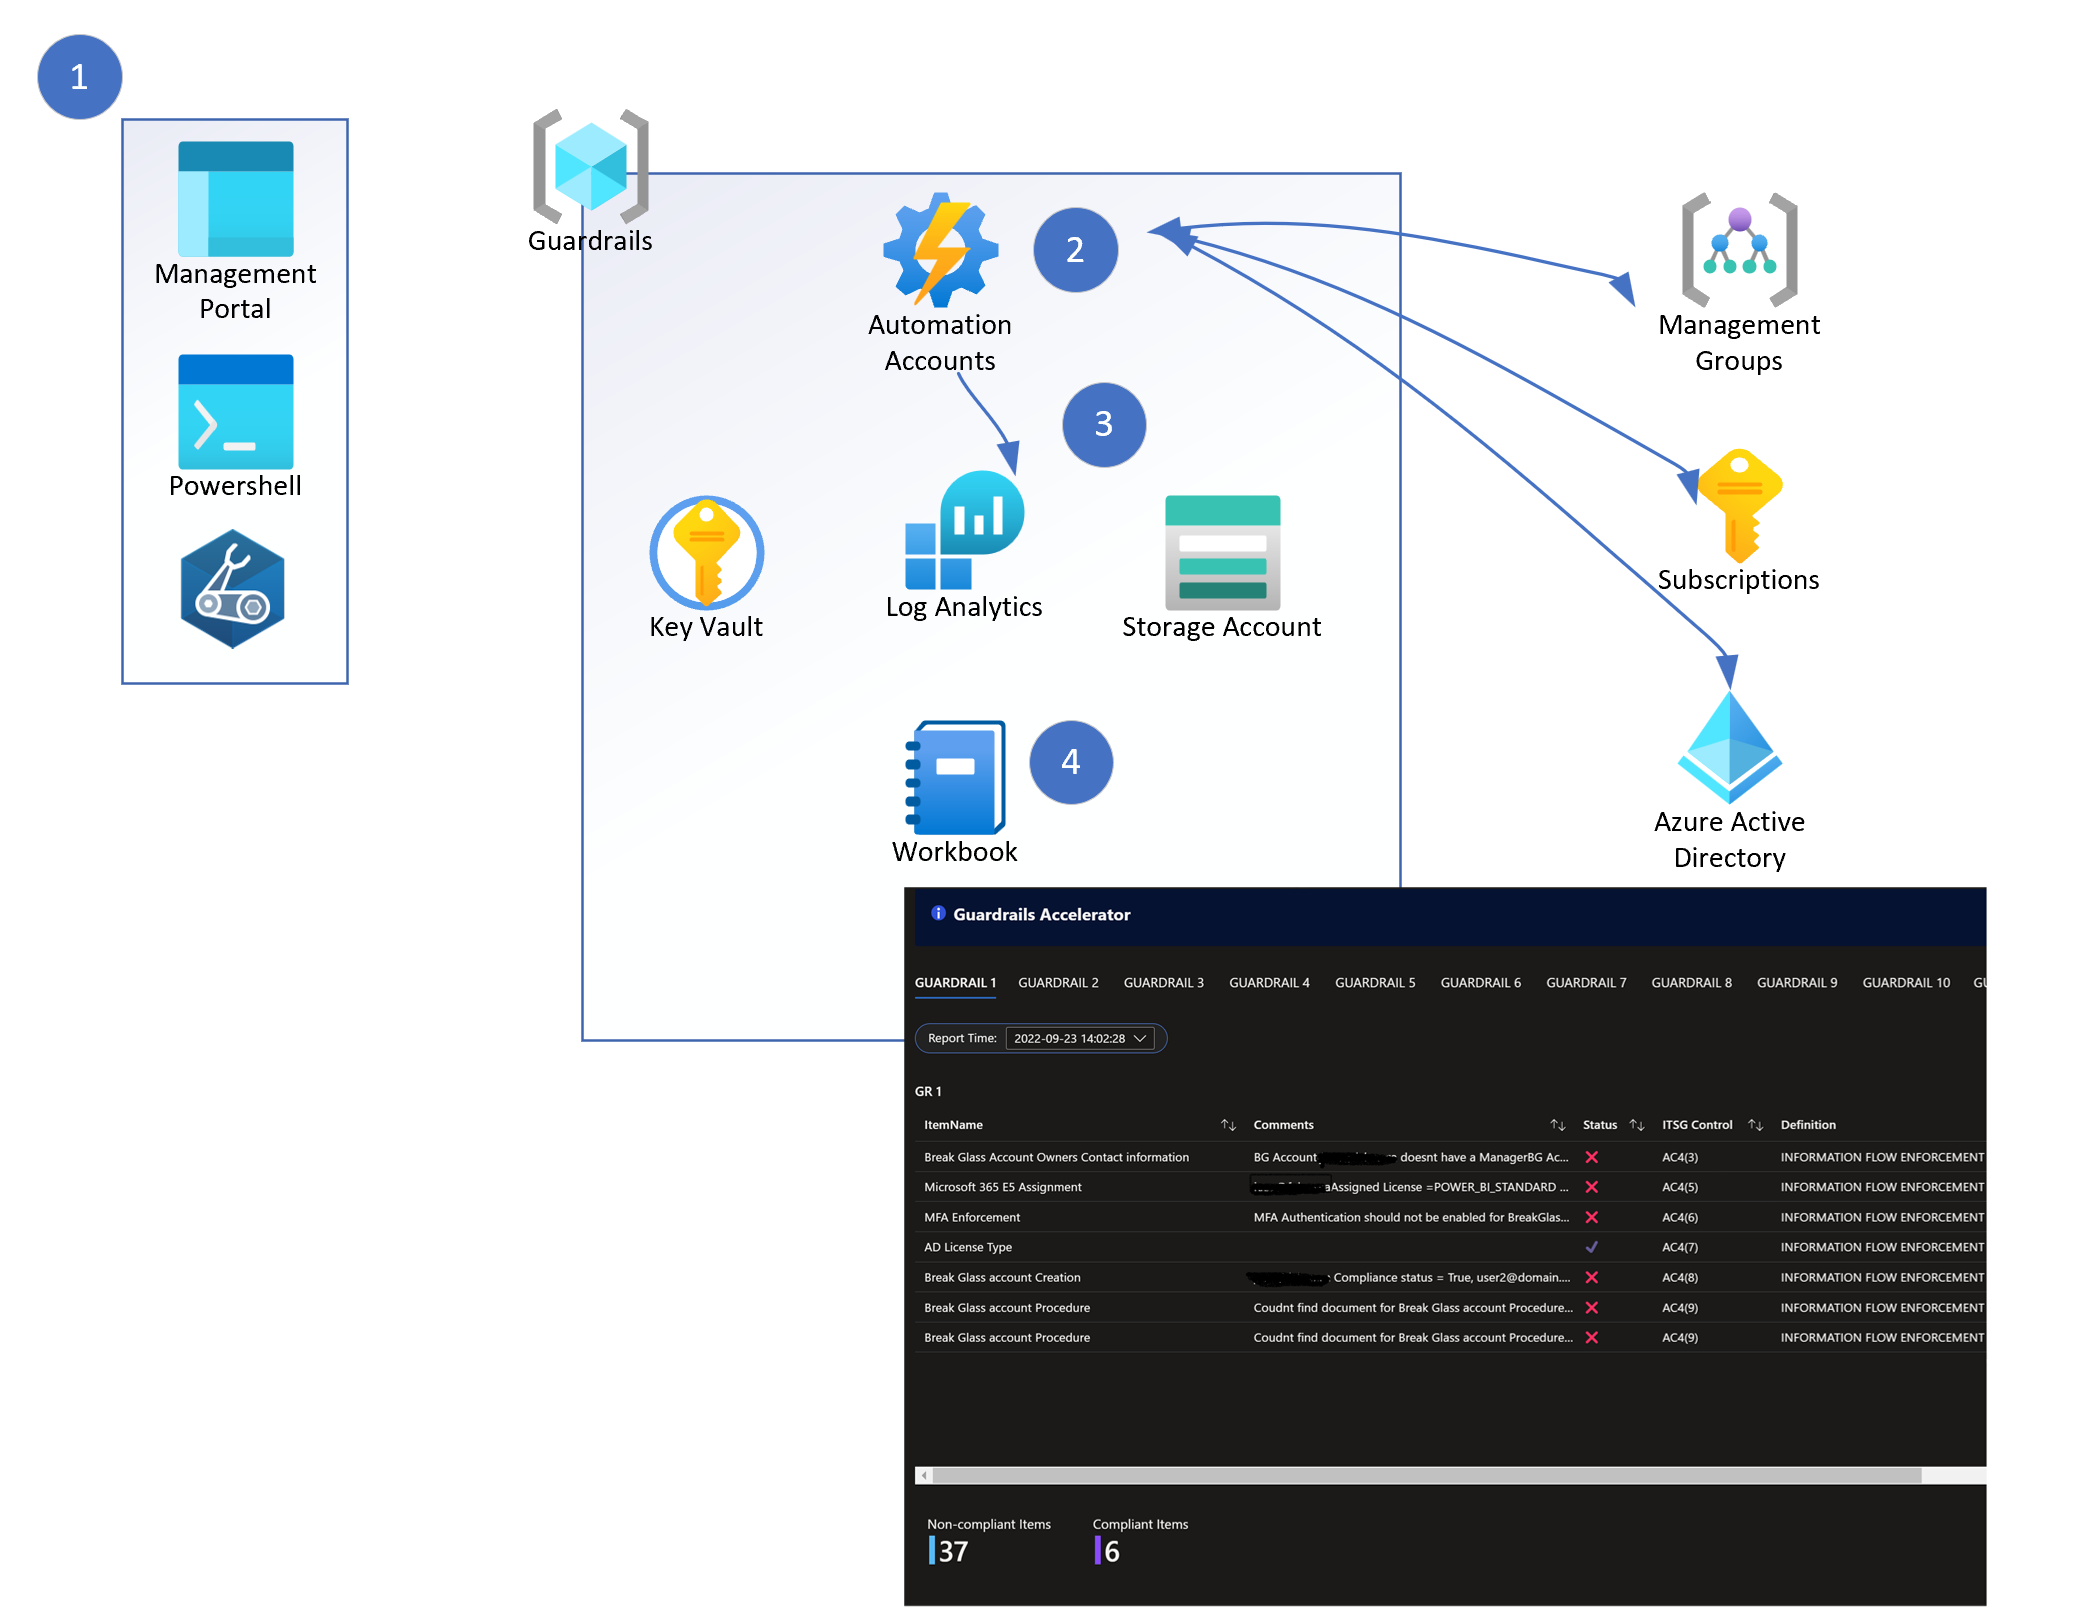 1
Management
Portal
Powershell
Guardrails
Automation
Accounts
2
3
Key Vault
Log Analytics
Storage Account
Workbook
4
Management
Groups
Subscriptions
Azure Active
Directory
Guardrails Accelerator
GUARDRAIL 1 GUARDRAIL 2 GUARDRAIL 3 GUARDRAIL 4 GUARDRAIL 5 GUARDRAIL 6 GUARDRAIL 7 GUARDRAIL 8 GUARDRAIL 9 GUARDRAIL 10
Report Time: 2022-09-23 14:02:28
GR 1
ItemName Comments Status ITSG Control Definition
Break Glass Account Owners Contact information BG Account doesnt have a ManagerBG Ac... AC4(3) INFORMATION FLOW ENFORCEMENT
Microsoft 365 E5 Assignment Assigned License =POWER_BI_STANDARD ... AC4(5) INFORMATION FLOW ENFORCEMENT
MFA Enforcement MFA Authentication should not be enabled for BreakGlas... AC4(6) INFORMATION FLOW ENFORCEMENT
AD License Type AC4(7) INFORMATION FLOW ENFORCEMENT
Break Glass account Creation Compliance status = True, user2@domain.... AC4(8) INFORMATION FLOW ENFORCEMENT
Break Glass account Procedure Coudnt find document for Break Glass account Procedure... AC4(9) INFORMATION FLOW ENFORCEMENT
Break Glass account Procedure Coudnt find document for Break Glass account Procedure... AC4(9) INFORMATION FLOW ENFORCEMENT
Non-compliant Items Compliant Items
37 6